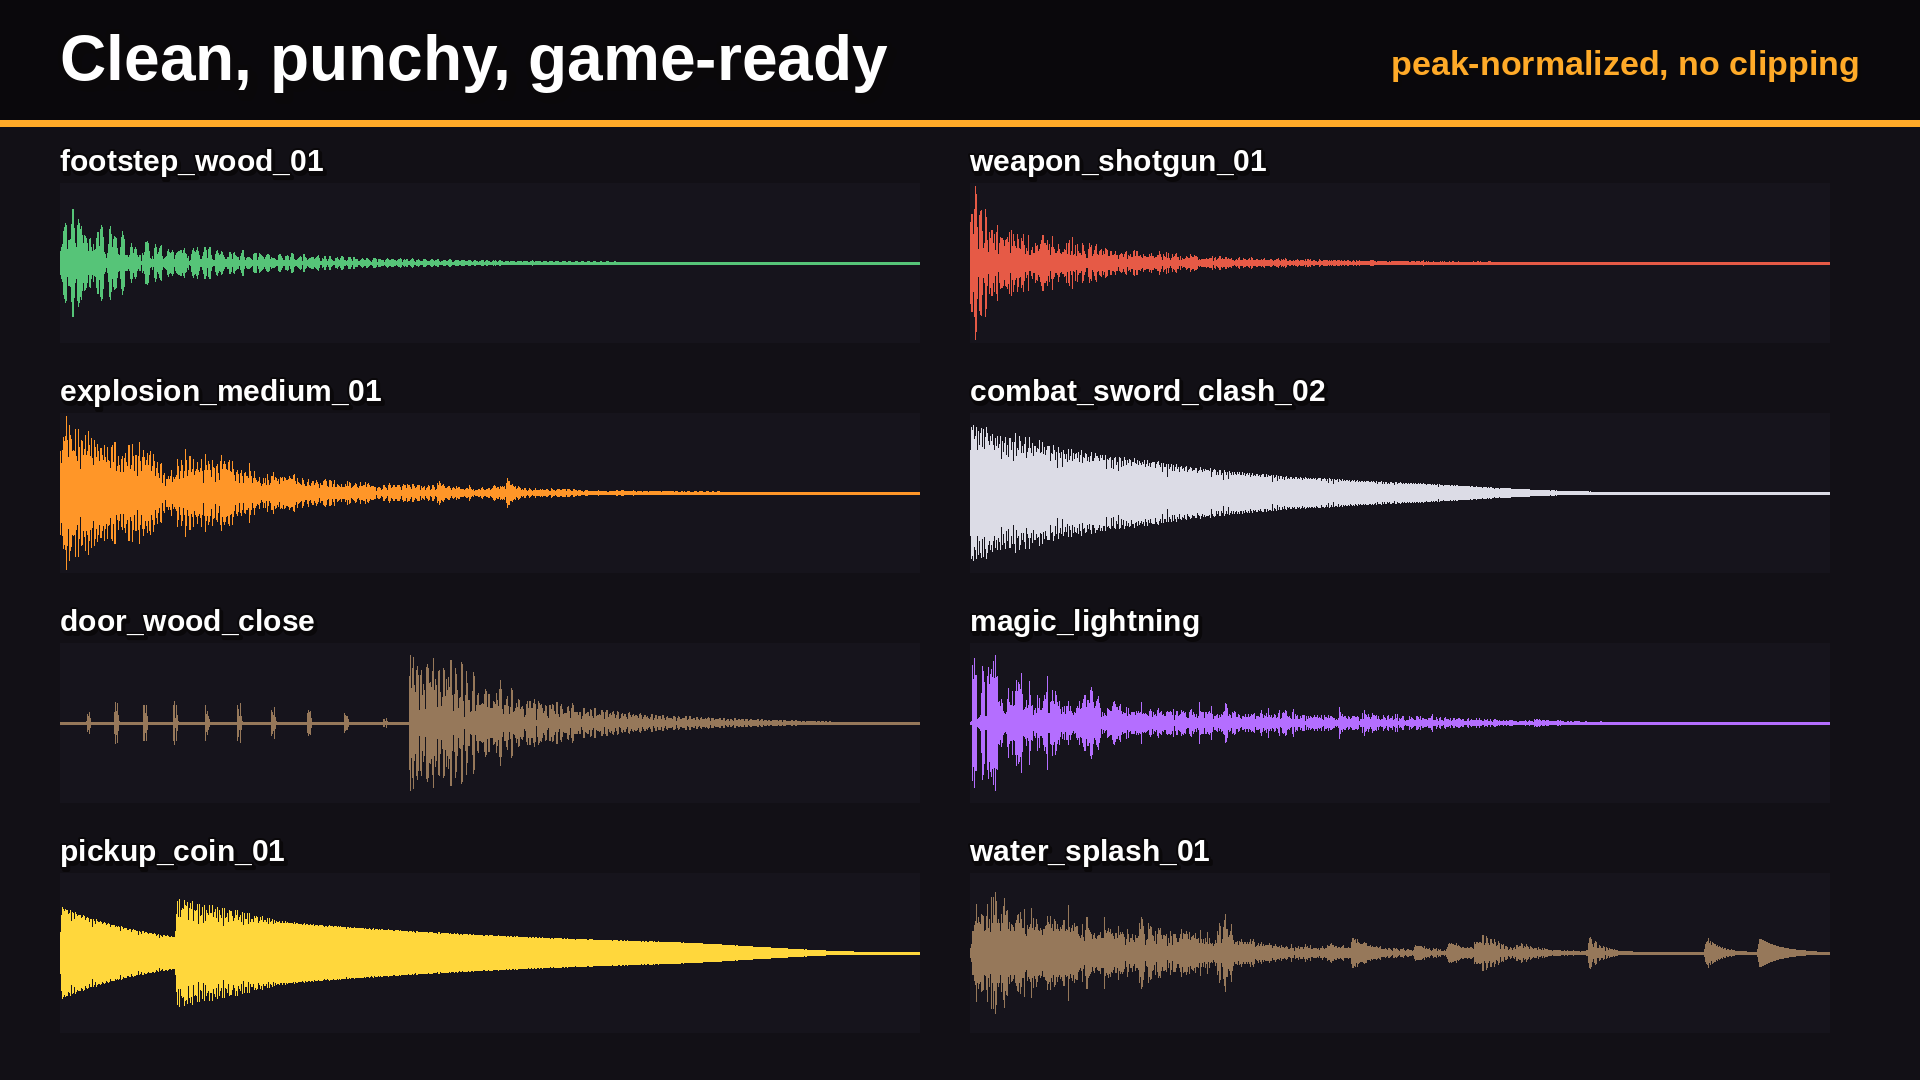 Clean, punchy, game-ready
peak-normalized, no clipping
footstep_wood_01
weapon_shotgun_01
explosion_medium_01
combat_sword_clash_02
door_wood_close
magic_lightning
pickup_coin_01
water_splash_01